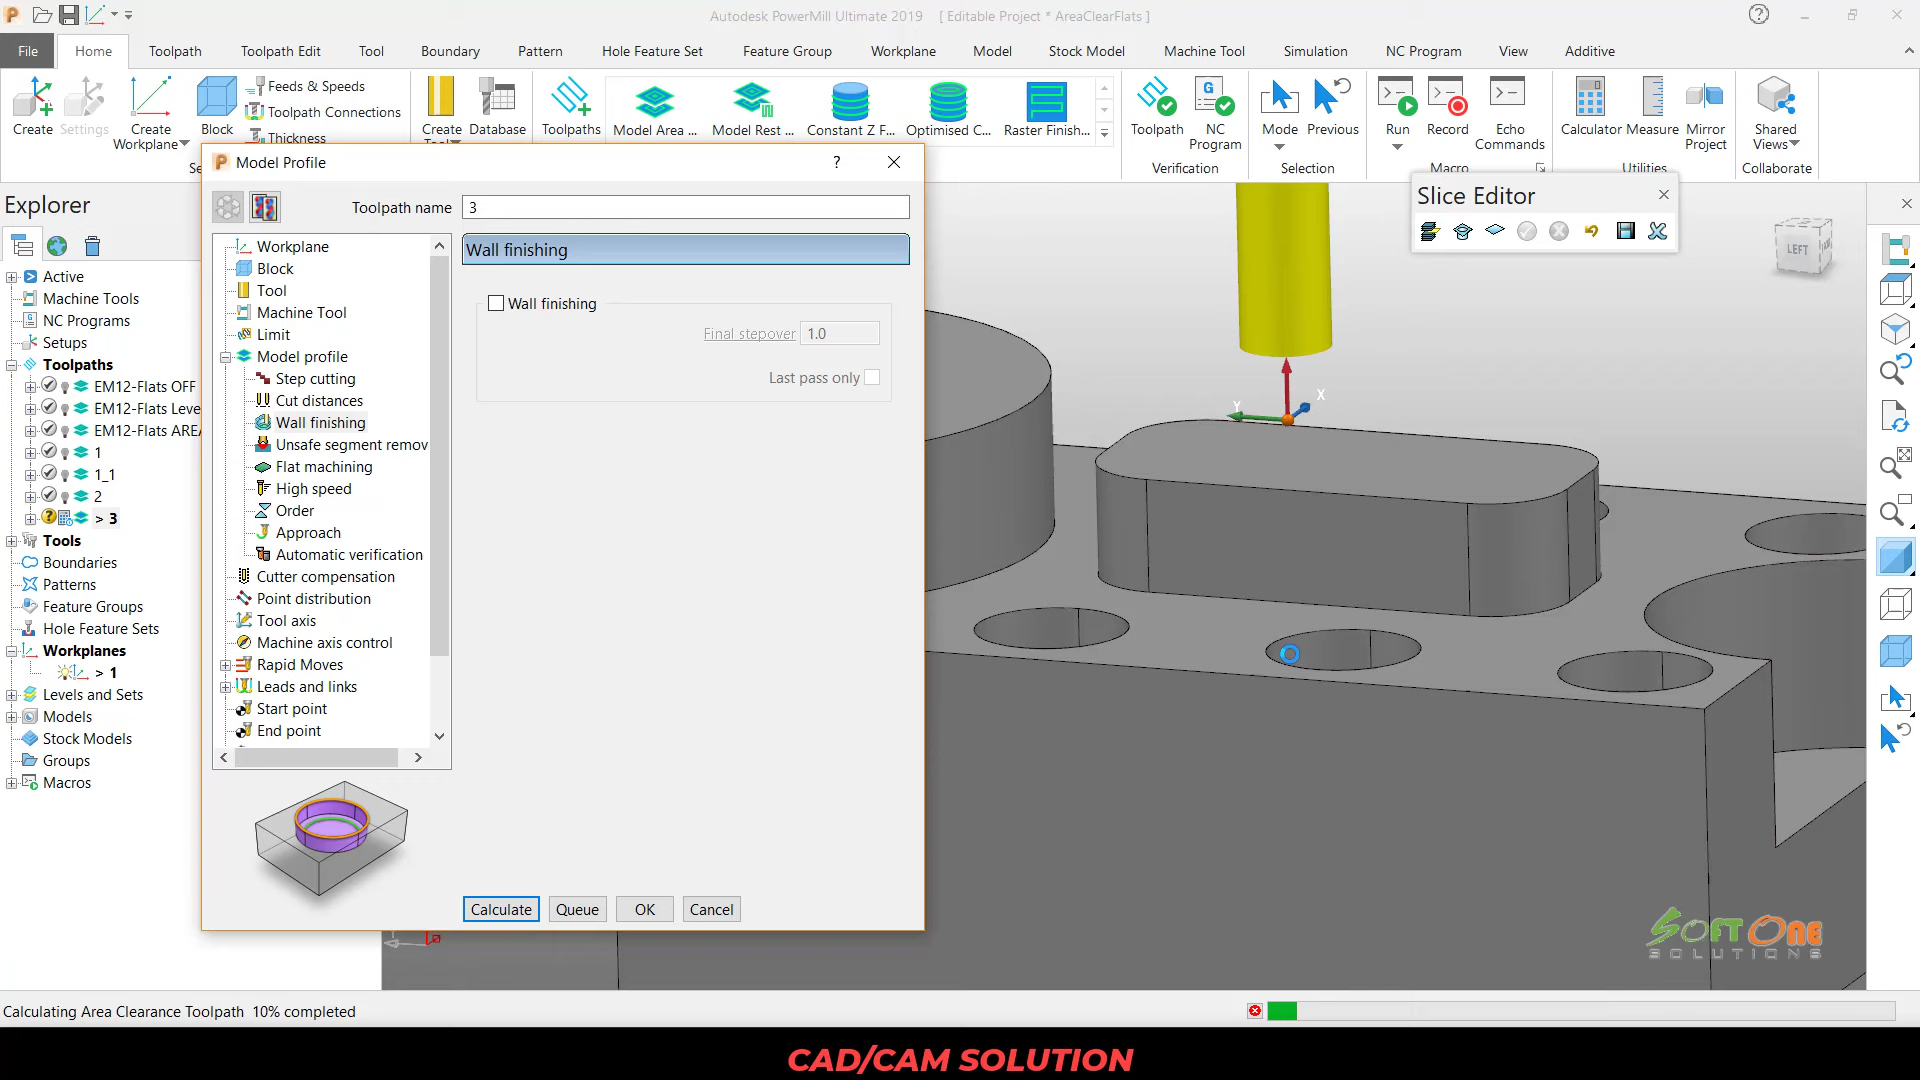 Autodesk PowerMill Ultimate 2019 [ Editable Project * AreaClearFlats ]
File Home Toolpath Toolpath Edit Tool Boundary Pattern Hole Feature Set Feature Group Workplane Model Stock Model Machine Tool Simulation NC Program View Additive
Create
Settings
Create Workplane
Block
Feeds & Speeds
Toolpath Connections
Thickness
Create
Database
Toolpaths
Model Area ...
Model Rest ...
Constant Z F...
Optimised C...
Raster Finish...
Toolpath
NC Program
Verification
Mode
Previous
Selection
Run
Record
Echo Commands
Macro
Calculator
Measure
Mirror Project
Utilities
Shared Views
Collaborate
Explorer
Active
Machine Tools
NC Programs
Setups
Toolpaths
EM12-Flats OFF
EM12-Flats Leve
EM12-Flats ARE
1
1_1
2
> 3
Tools
Boundaries
Patterns
Feature Groups
Hole Feature Sets
Workplanes
> 1
Levels and Sets
Models
Stock Models
Groups
Macros
Model Profile
?
Toolpath name 3
Workplane
Block
Tool
Machine Tool
Limit
Model profile
Step cutting
Cut distances
Wall finishing
Unsafe segment remov
Flat machining
High speed
Order
Approach
Automatic verification
Cutter compensation
Point distribution
Tool axis
Machine axis control
Rapid Moves
Leads and links
Start point
End point
Wall finishing
Wall finishing
Final stepover 1.0
Last pass only
Calculate Queue OK Cancel
Slice Editor
LEFT
Y
X
SOFT ONE
SOLUTIONS
Calculating Area Clearance Toolpath 10% completed
CAD/CAM SOLUTION